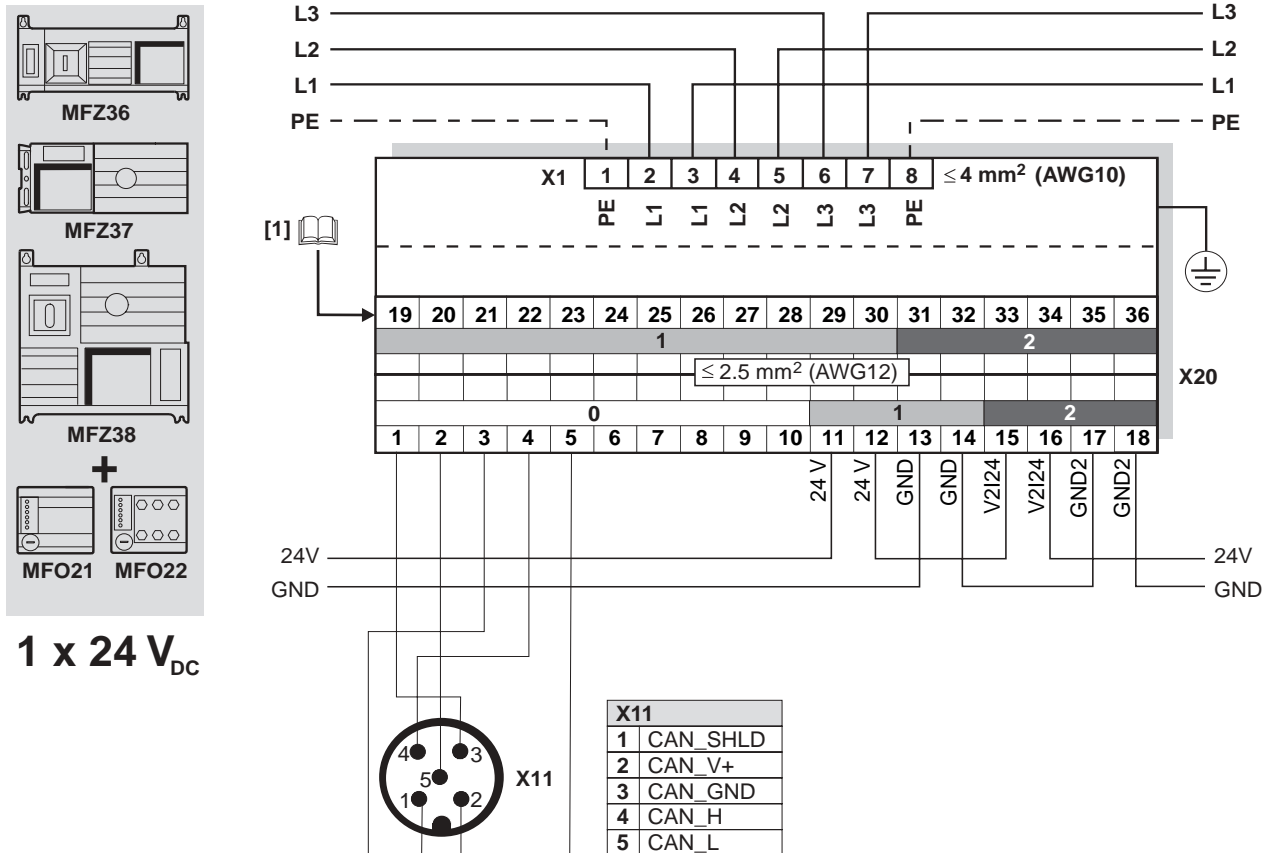 MFZ36
MFZ37
MFZ38
+
MFO21 MFO22
1 x 24 VDC
L3 L3
L2 L2
L1 L1
PE PE
X1 1 2 3 4 5 6 7 8 ≤ 4 mm² (AWG10)
PE L1 L1 L2 L2 L3 L3 PE
[1]
19 20 21 22 23 24 25 26 27 28 29 30 31 32 33 34 35 36
1 2
≤ 2.5 mm² (AWG12)
X20
0 1 2
1 2 3 4 5 6 7 8 9 10 11 12 13 14 15 16 17 18
24 V 24 V GND GND V2I24 V2I24 GND2 GND2
24V 24V
GND GND
4 3
5
1 2
X11
X11
1 CAN_SHLD
2 CAN_V+
3 CAN_GND
4 CAN_H
5 CAN_L